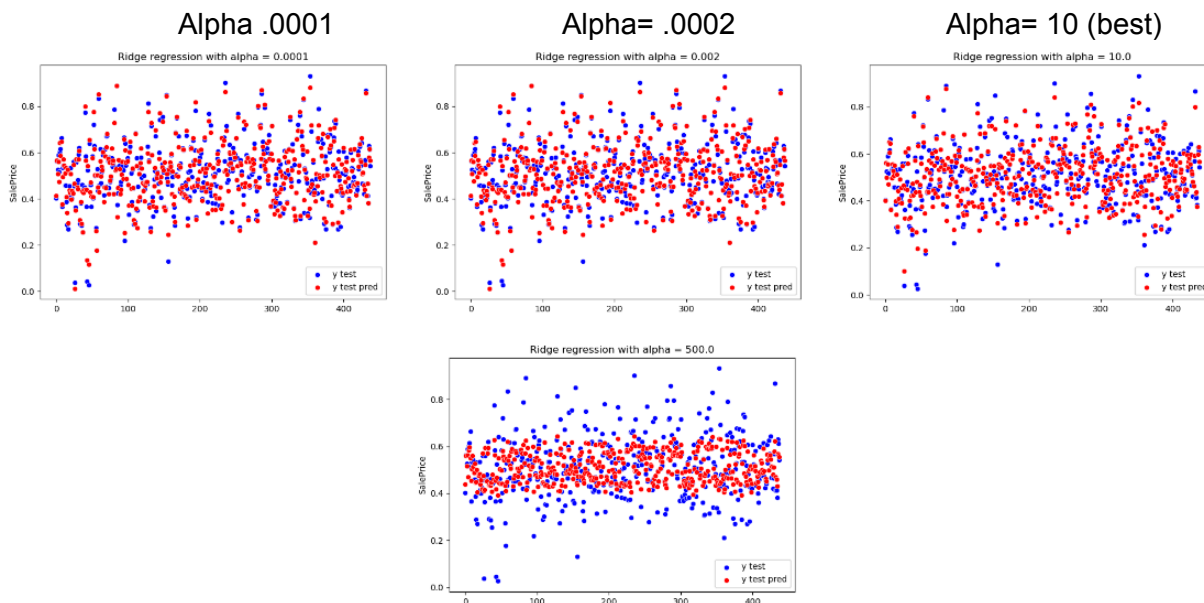 Alpha .0001
Alpha= .0002
Alpha= 10 (best)
Ridge regression with alpha = 0.0001
SalePrice
0.8
0.6
0.4
0.2
0.0
0
100
200
300
400
y test
y test pred
Ridge regression with alpha = 0.002
SalePrice
0.8
0.6
0.4
0.2
0.0
0
100
200
300
400
y test
y test pred
Ridge regression with alpha = 10.0
SalePrice
0.8
0.6
0.4
0.2
0.0
0
100
200
300
400
y test
y test pred
Ridge regression with alpha = 500.0
SalePrice
0.8
0.6
0.4
0.2
0.0
0
100
200
300
400
y test
y test pred